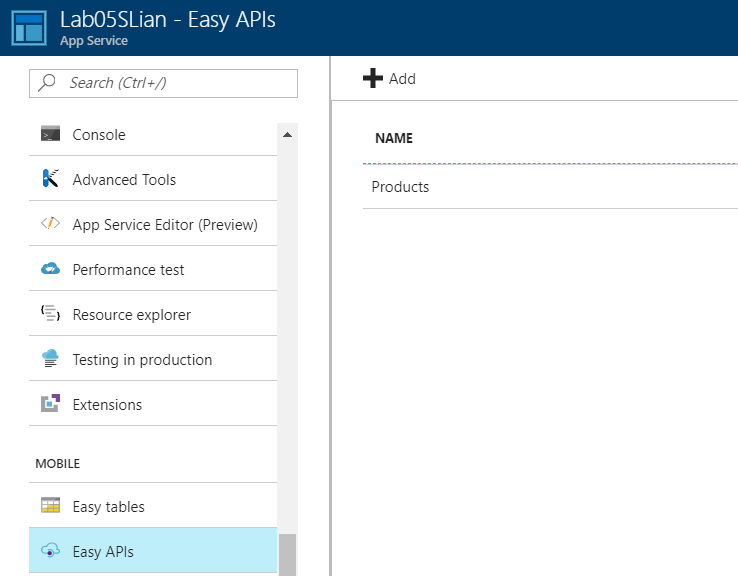 Lab05SLian - Easy APIs
App Service
Search (Ctrl+/)
Console
Advanced Tools
App Service Editor (Preview)
Performance test
Resource explorer
Testing in production
Extensions
MOBILE
Easy tables
Easy APIs
Add
NAME
Products